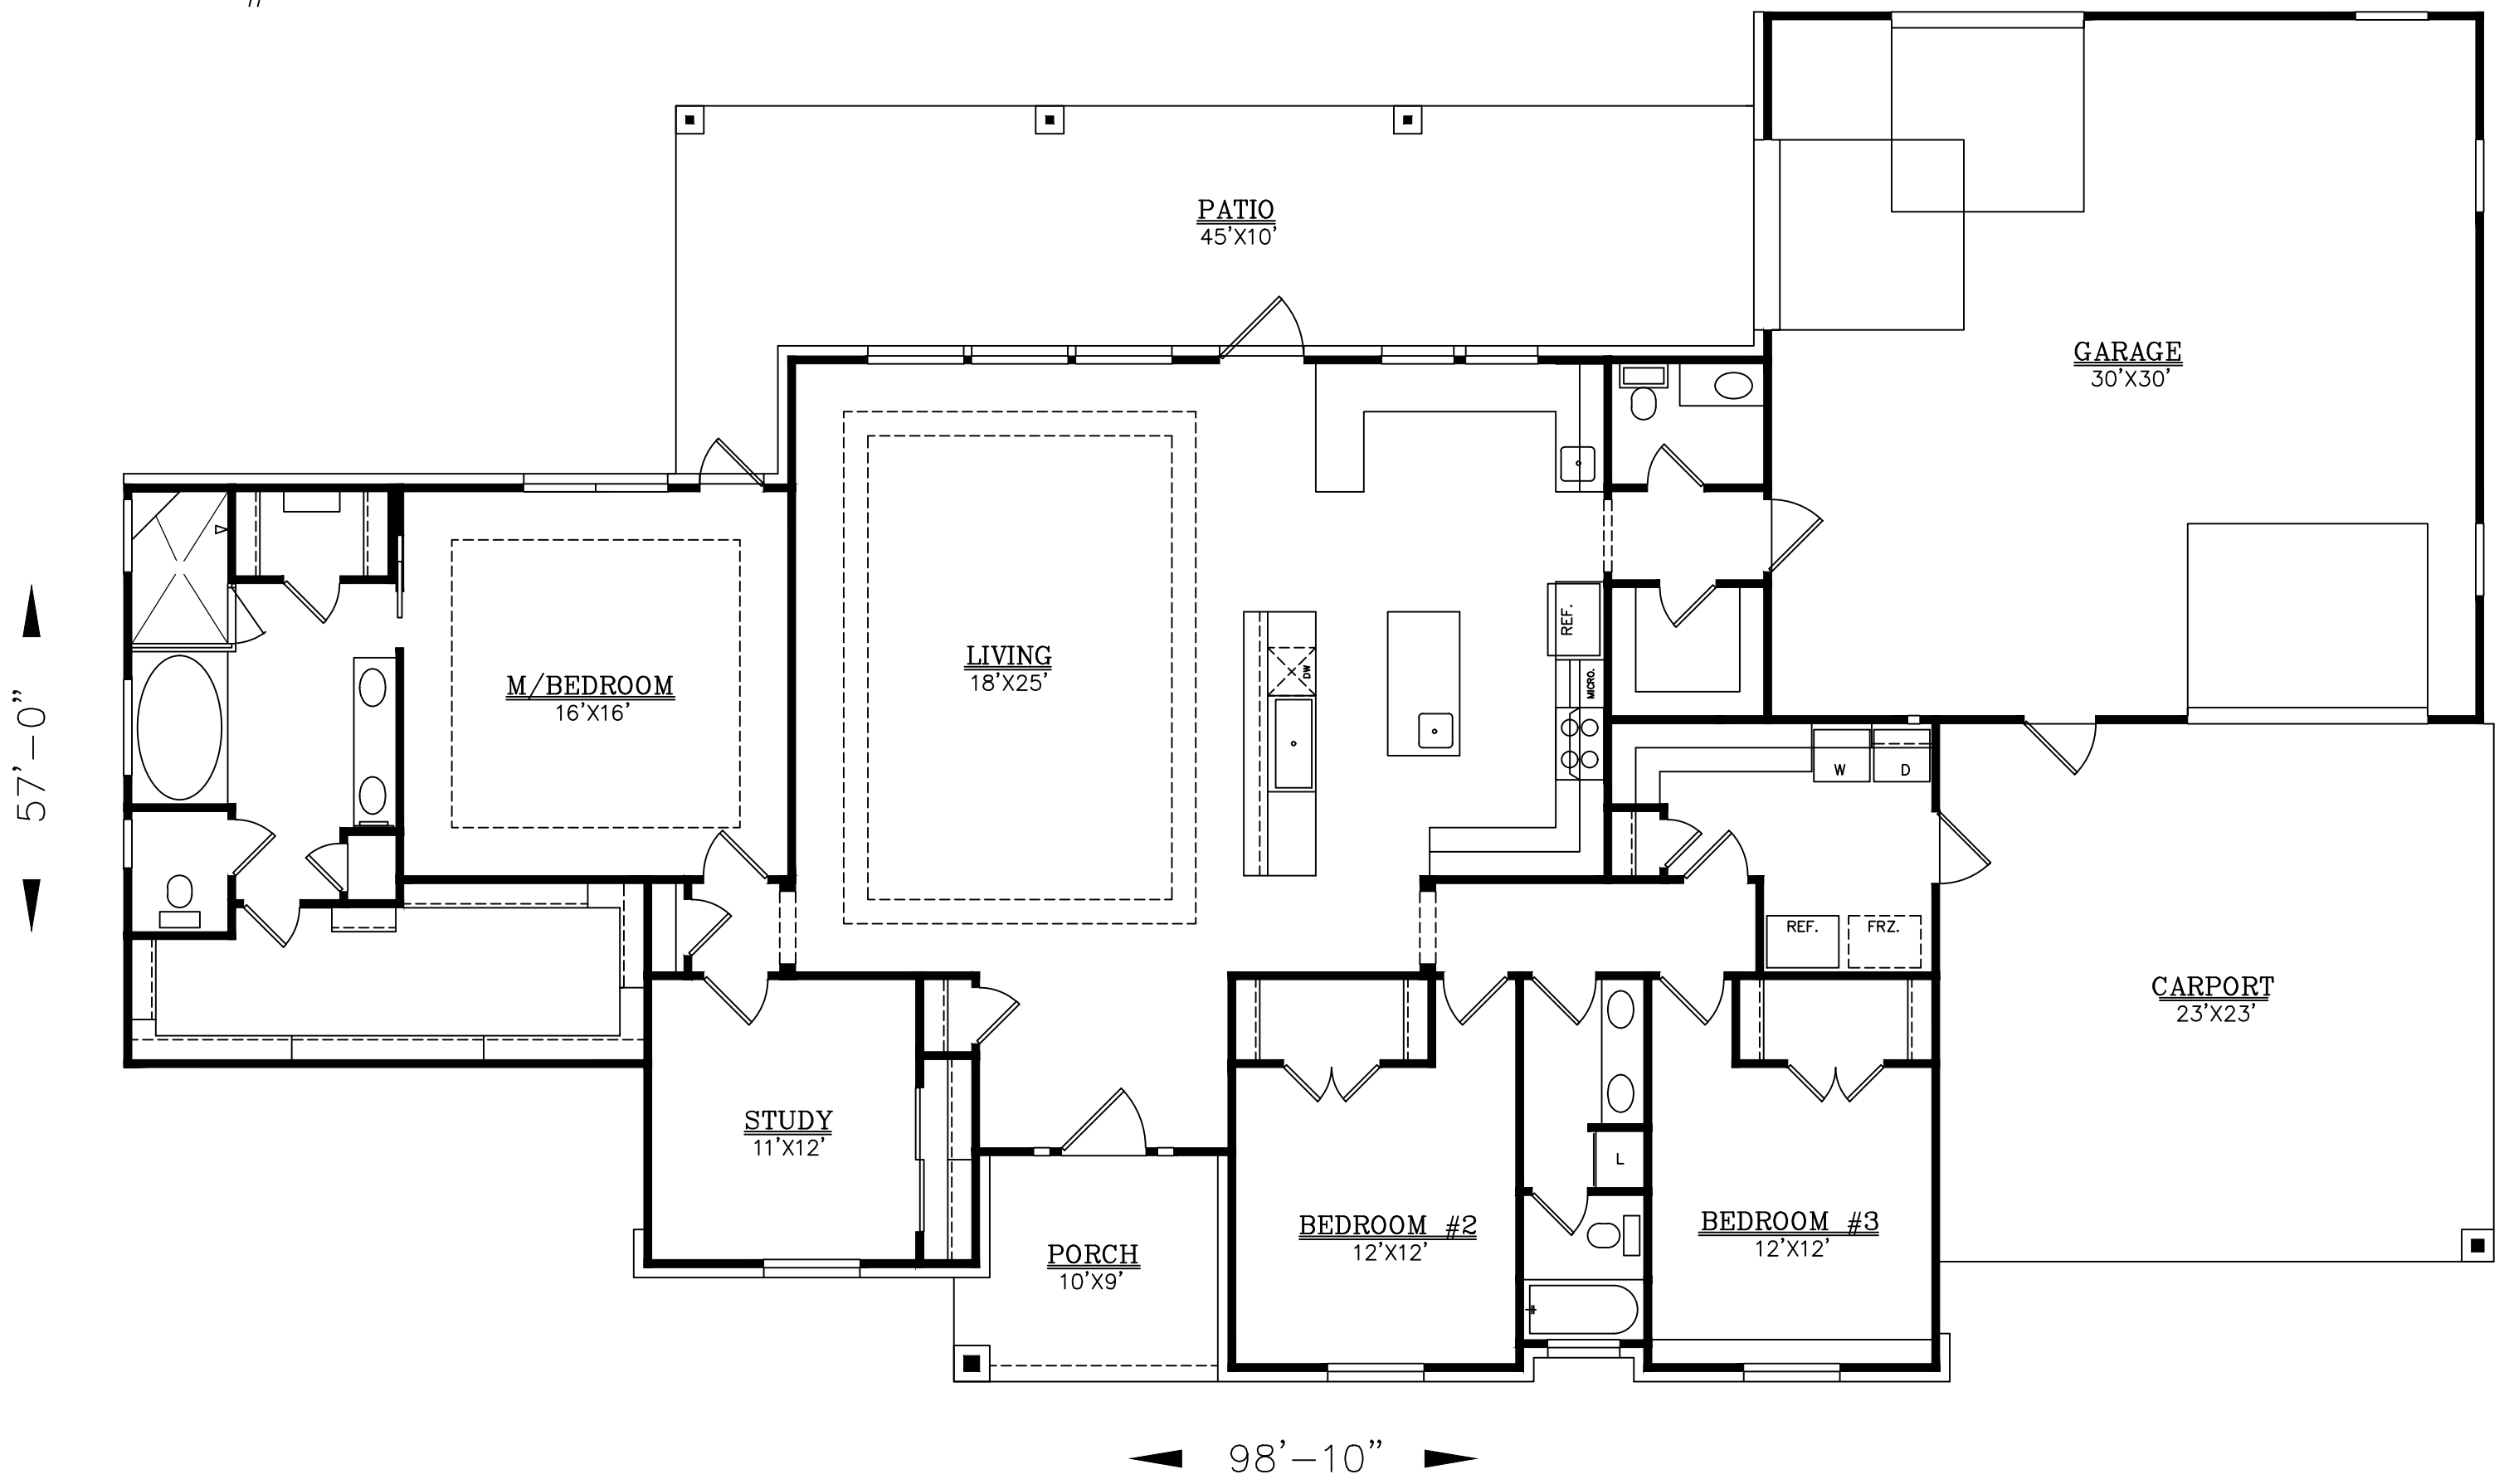 PATIO
45'X10'
GARAGE
30'X30'
LIVING
18'X25'
M/BEDROOM
16'X16'
REF.
DW
MICRO.
W
D
REF.
FRZ.
CARPORT
23'X23'
STUDY
11'X12'
L
BEDROOM #2
12'X12'
BEDROOM #3
12'X12'
PORCH
10'X9'
57'-0"
98'-10"